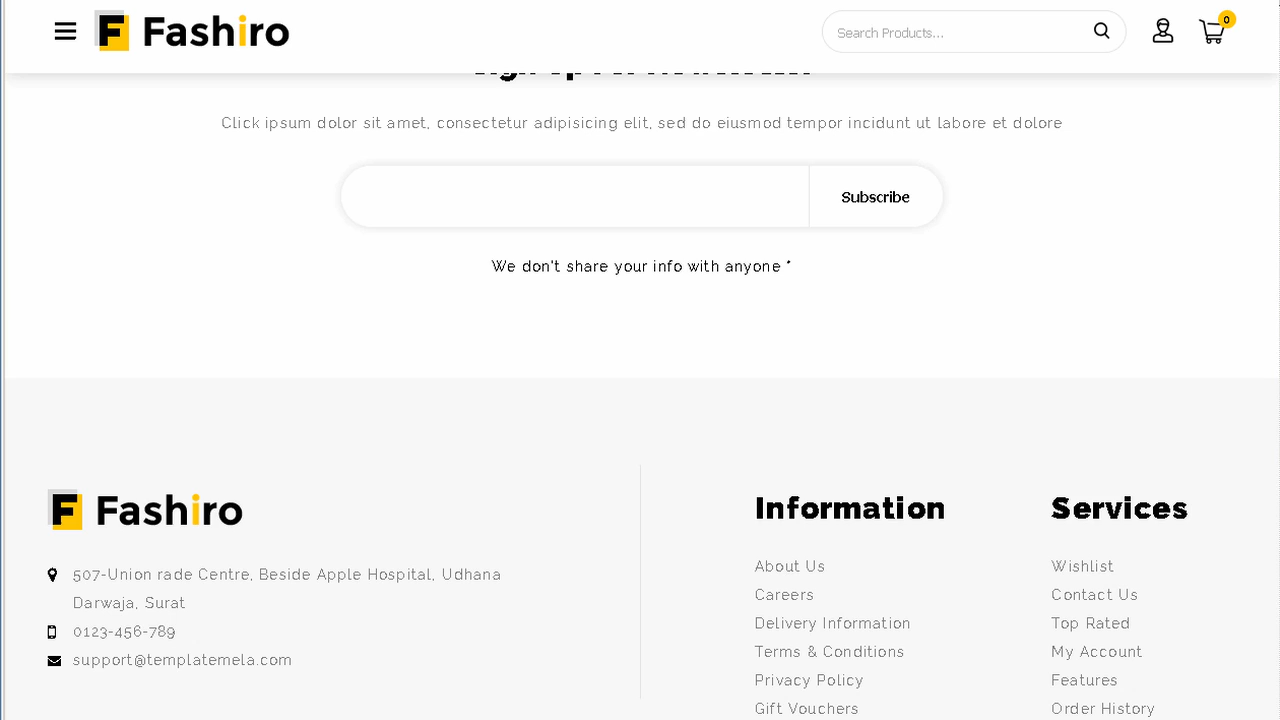 Fashiro
Search Products...
0
Click ipsum dolor sit amet, consectetur adipisicing elit, sed do eiusmod tempor incidunt ut labore et dolore
Subscribe
We don't share your info with anyone *
Fashiro
507-Union rade Centre, Beside Apple Hospital, Udhana
Darwaja, Surat
0123-456-789
support@templatemela.com
Information
About Us
Careers
Delivery Information
Terms & Conditions
Privacy Policy
Gift Vouchers
Services
Wishlist
Contact Us
Top Rated
My Account
Features
Order History